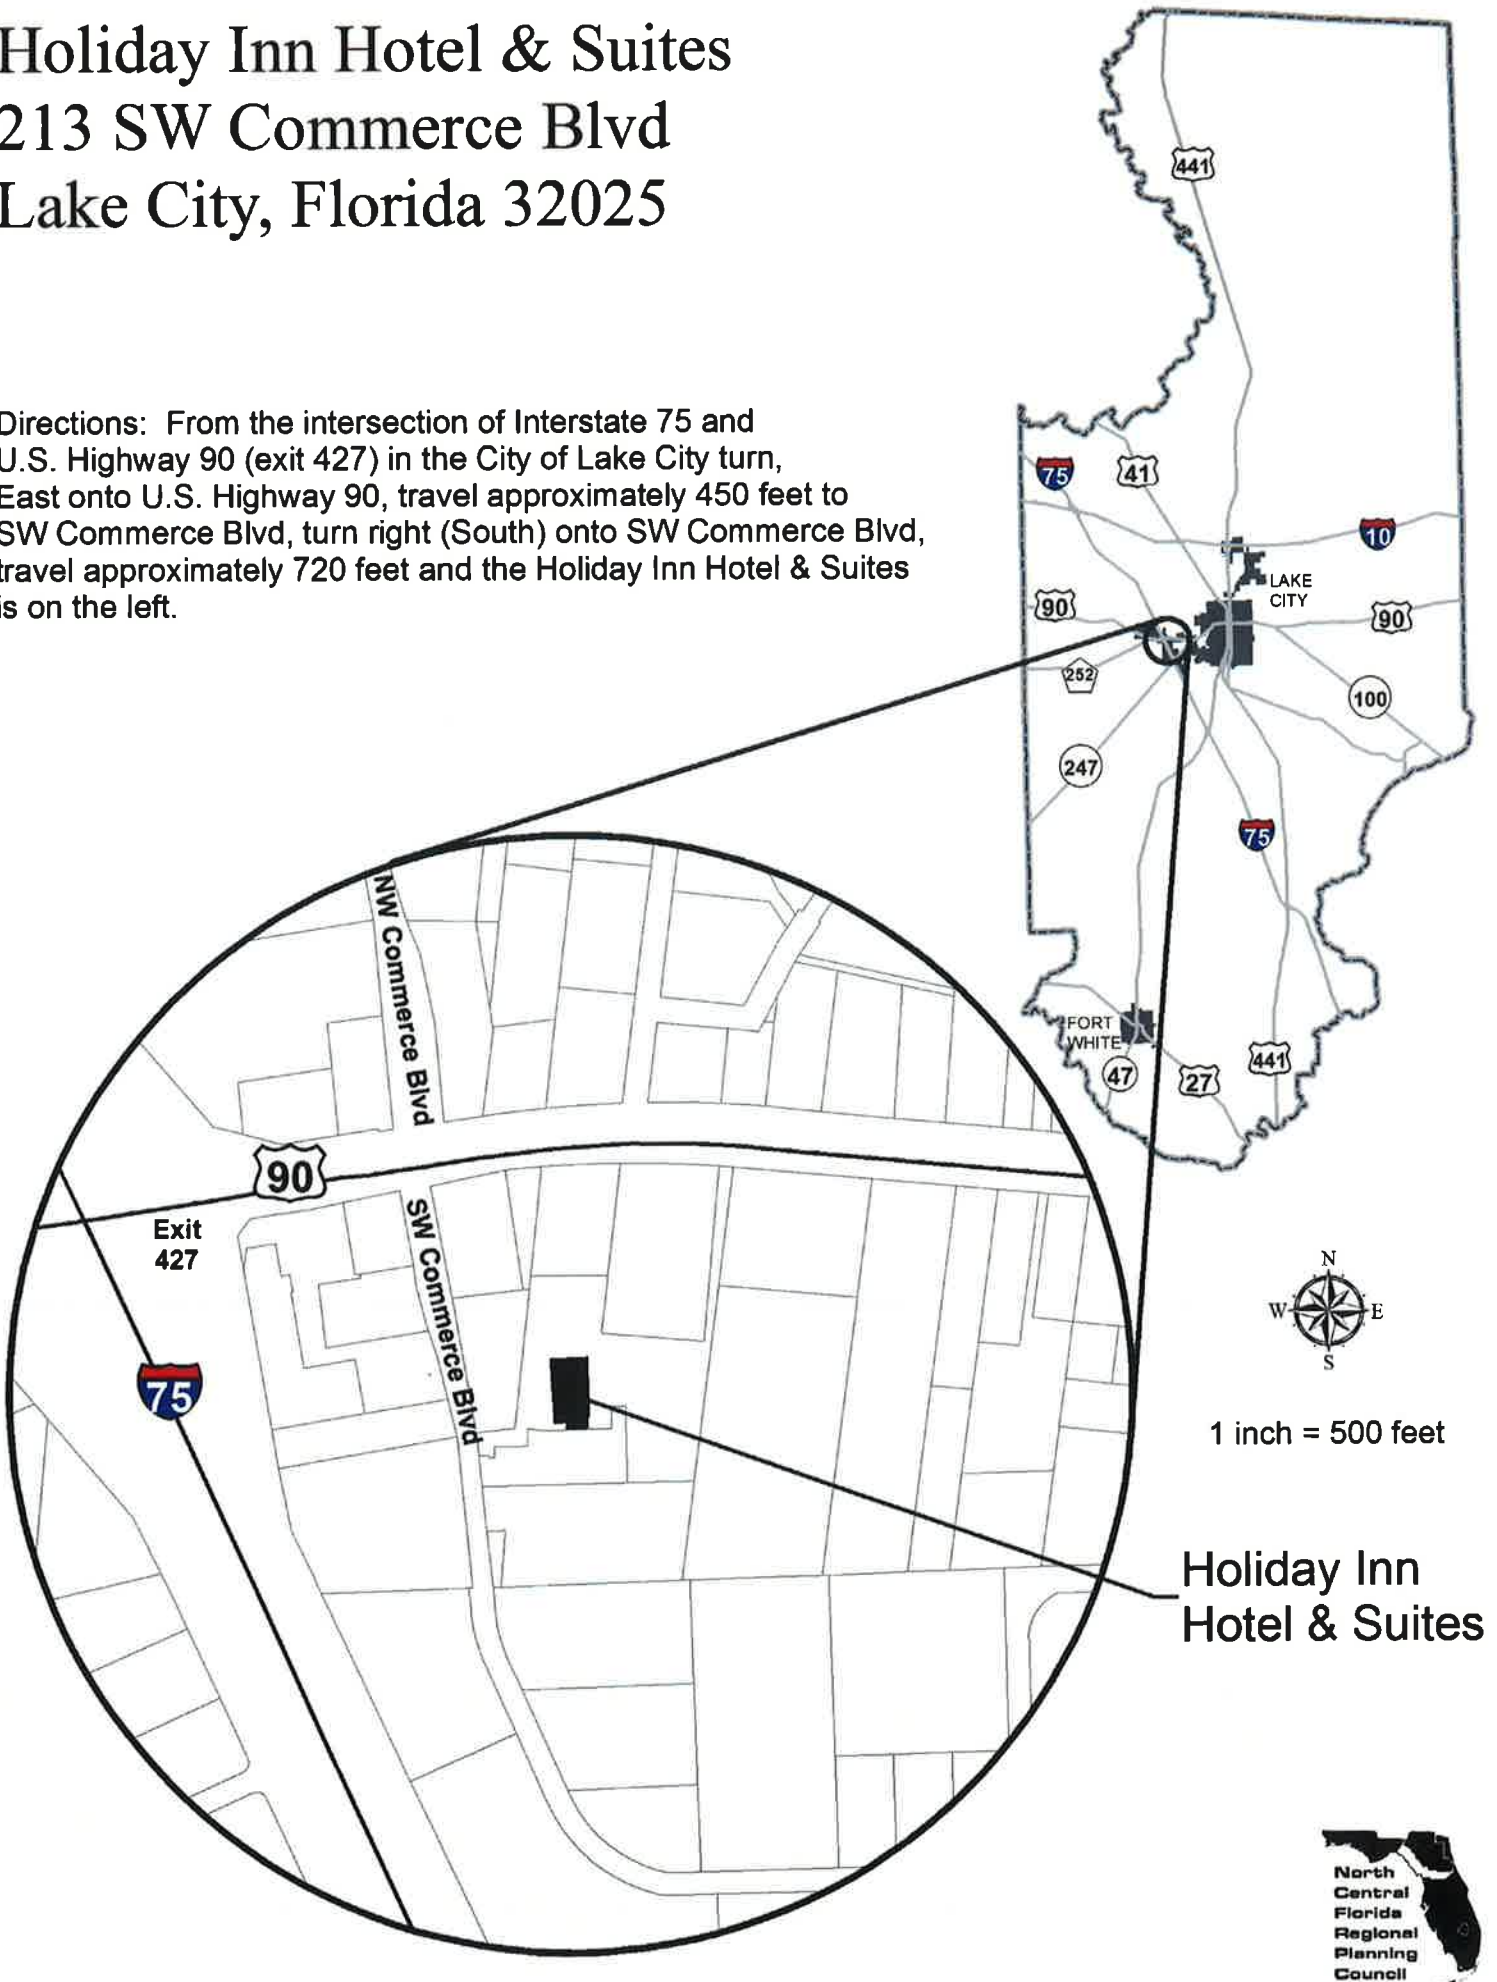 Holiday Inn Hotel & Suites
213 SW Commerce Blvd
Lake City, Florida 32025
Directions: From the intersection of Interstate 75 and
U.S. Highway 90 (exit 427) in the City of Lake City turn,
East onto U.S. Highway 90, travel approximately 450 feet to
SW Commerce Blvd, turn right (South) onto SW Commerce Blvd,
travel approximately 720 feet and the Holiday Inn Hotel & Suites
is on the left.
441
75
41
10
LAKE
CITY
90
90
252
100
247
75
FORT
WHITE
47
27
441
NW Commerce Blvd
90
Exit
427
SW Commerce Blvd
75
N
W
E
S
1 inch = 500 feet
Holiday Inn
Hotel & Suites
North
Central
Florida
Regional
Planning
Council